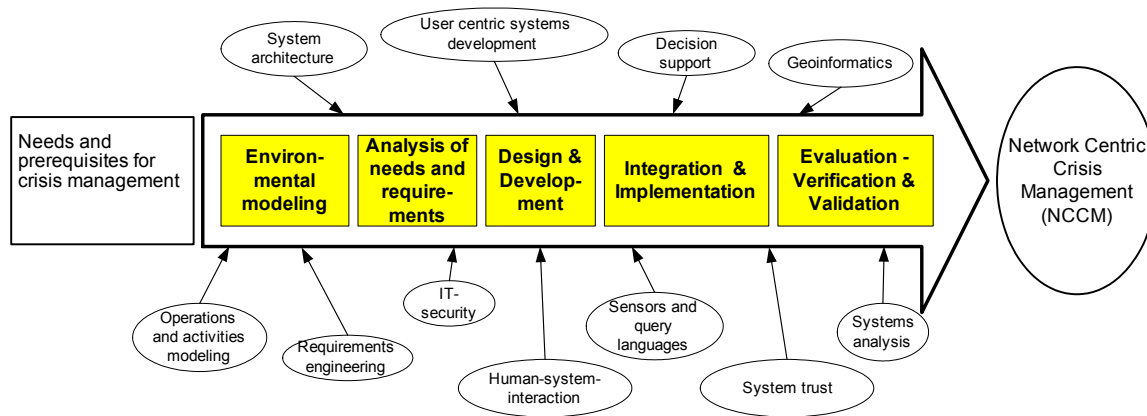 System
architecture
User centric systems
development
Decision
support
Geoinformatics
Needs and
prerequisites for
crisis management
Environ-
mental
modeling
Analysis of
needs and
require-
ments
Design &
Develop-
ment
Integration &
Implementation
Evaluation -
Verification &
Validation
Network Centric
Crisis
Management
(NCCM)
Operations
and activities
modeling
Requirements
engineering
IT-
security
Human-system-
interaction
Sensors and
query
languages
System trust
Systems
analysis